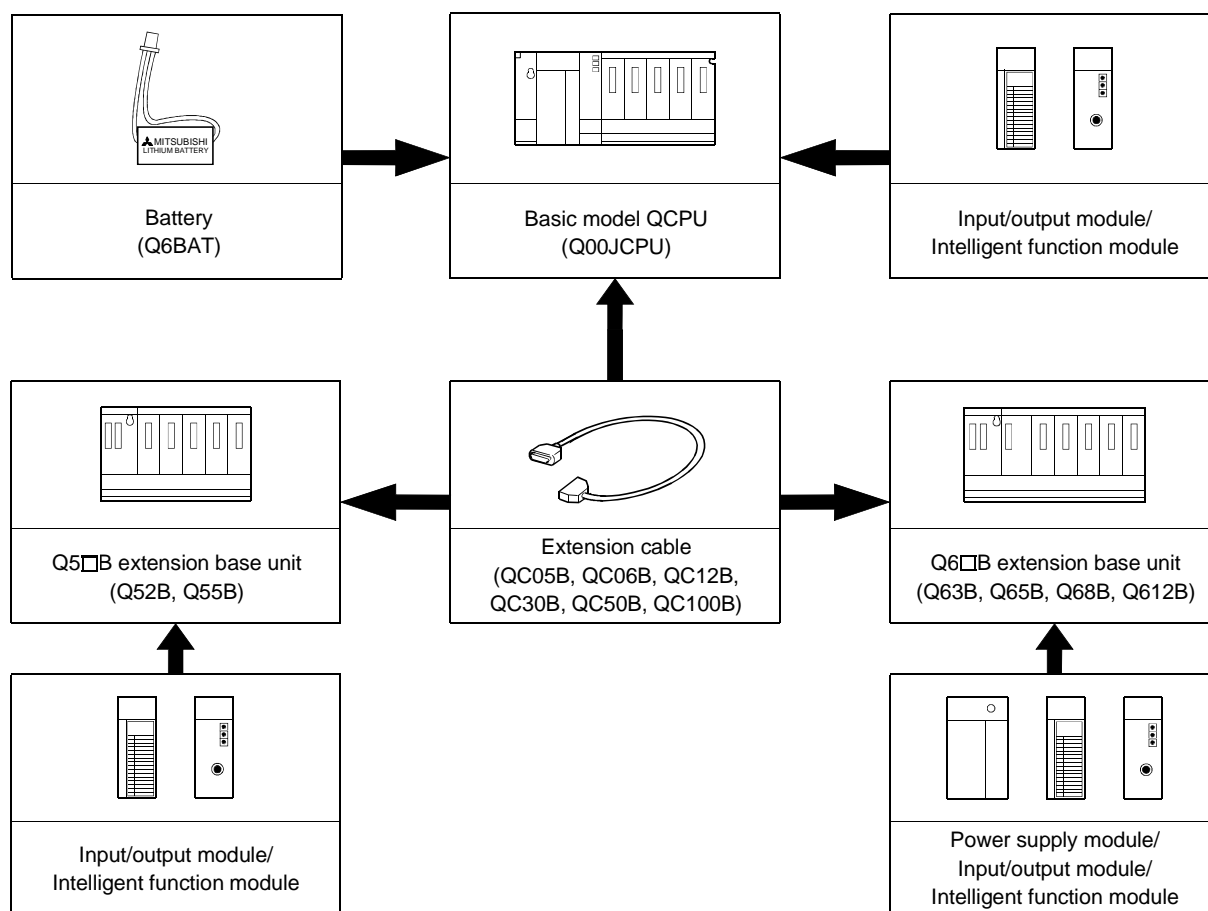 MITSUBISHI
LITHIUM BATTERY
Battery
(Q6BAT)
Basic model QCPU
(Q00JCPU)
Input/output module/
Intelligent function module
Q5□B extension base unit
(Q52B, Q55B)
Extension cable
(QC05B, QC06B, QC12B,
QC30B, QC50B, QC100B)
Q6□B extension base unit
(Q63B, Q65B, Q68B, Q612B)
Input/output module/
Intelligent function module
Power supply module/
Input/output module/
Intelligent function module